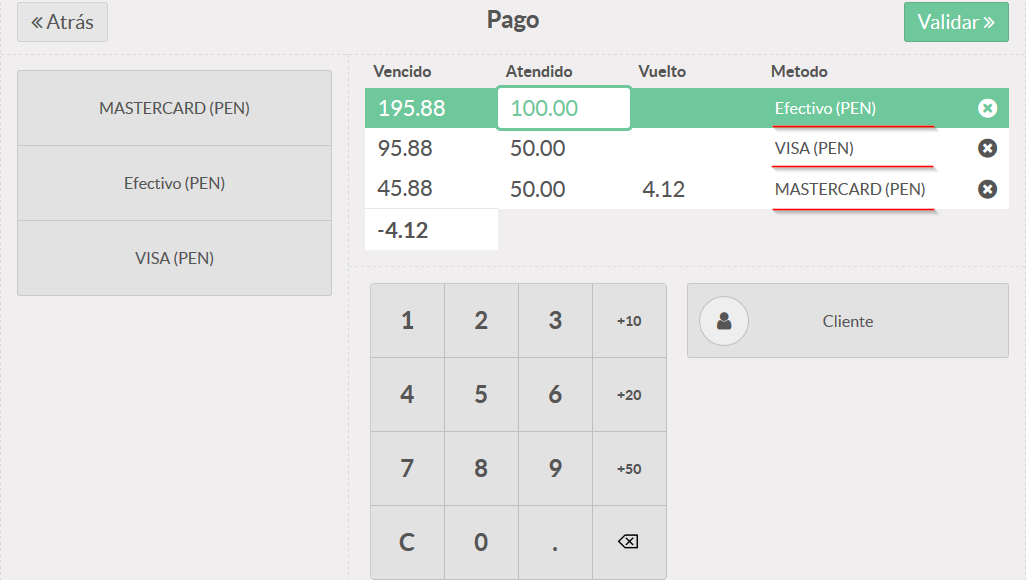 Atrás
Pago
Validar
MASTERCARD (PEN)
Efectivo (PEN)
VISA (PEN)
Vencido Atendido Vuelto Metodo
195.88 100.00 Efectivo (PEN)
95.88 50.00 VISA (PEN)
45.88 50.00 4.12 MASTERCARD (PEN)
-4.12
1 2 3 +10
4 5 6 +20
7 8 9 +50
C 0 .
Cliente